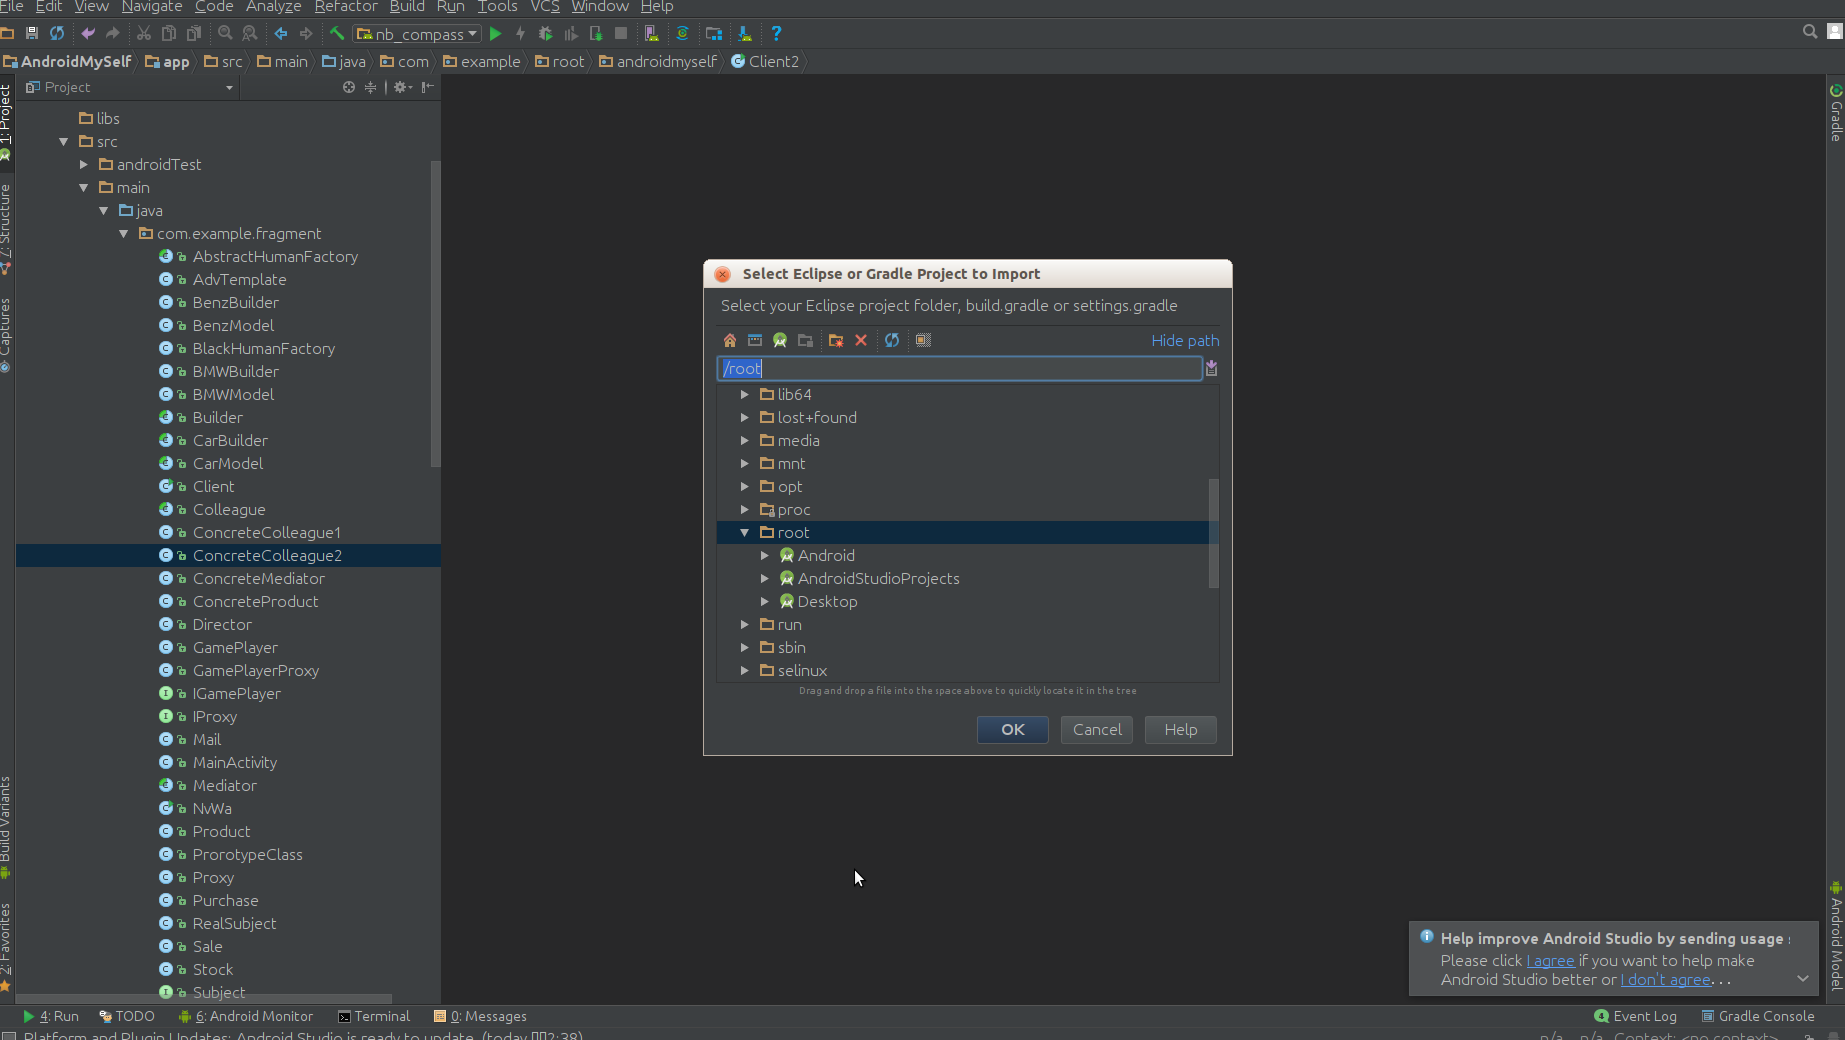 File Edit View Navigate Code Analyze Refactor Build Run Tools VCS Window Help
nb_compass
AndroidMySelf app src main java com example root androidmyself Client2
Project
1: Project
7: Structure
Captures
Build Variants
2: Favorites
libs
src
androidTest
main
java
com.example.fragment
AbstractHumanFactory
AdvTemplate
BenzBuilder
BenzModel
BlackHumanFactory
BMWBuilder
BMWModel
Builder
CarBuilder
CarModel
Client
Colleague
ConcreteColleague1
ConcreteColleague2
ConcreteMediator
ConcreteProduct
Director
GamePlayer
GamePlayerProxy
IGamePlayer
IProxy
Mail
MainActivity
Mediator
NvWa
Product
ProrotypeClass
Proxy
Purchase
RealSubject
Sale
Stock
Subject
Select Eclipse or Gradle Project to Import
Select your Eclipse project folder, build.gradle or settings.gradle
Hide path
/root
lib64
lost+found
media
mnt
opt
proc
root
Android
AndroidStudioProjects
Desktop
run
sbin
selinux
Drag and drop a file into the space above to quickly locate it in the tree
OK Cancel Help
Gradle
Android Model
Help improve Android Studio by sending usage
Please click I agree if you want to help make
Android Studio better or I don't agree...
4: Run TODO 6: Android Monitor Terminal 0: Messages
4 Event Log Gradle Console
Platform and Plugin Updates: Android Studio is ready to update. (today 2:38)
n/a n/a Context: <no context>